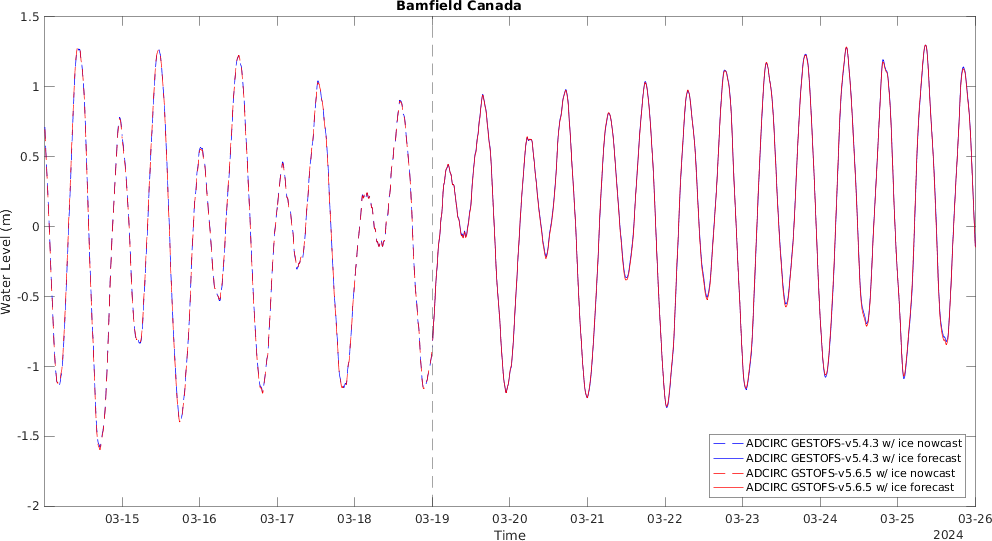 Bamfield Canada
1.5
1
0.5
0
-0.5
-1
-1.5
-2
Water Level (m)
ADCIRC GESTOFS-v5.4.3 w/ ice nowcast
ADCIRC GESTOFS-v5.4.3 w/ ice forecast
ADCIRC GSTOFS-v5.6.5 w/ ice nowcast
ADCIRC GSTOFS-v5.6.5 w/ ice forecast
03-15 03-16 03-17 03-18 03-19 03-20 03-21 03-22 03-23 03-24 03-25 03-26
Time
2024